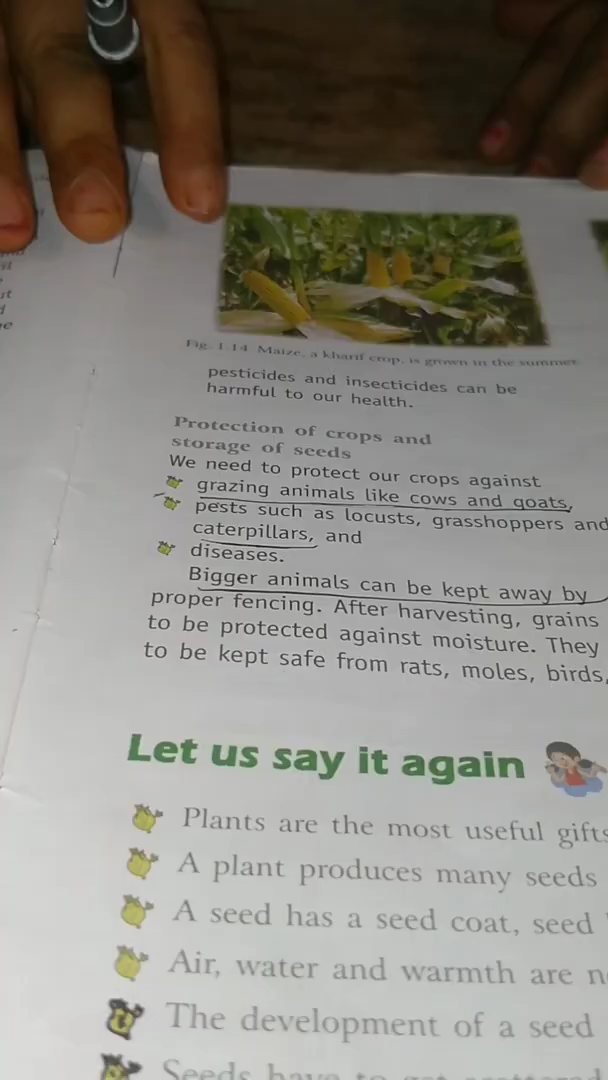 Fig. 1.14 Maize, a kharif crop, is grown in the summer.
pesticides and insecticides can be
harmful to our health.
Protection of crops and
storage of seeds
We need to protect our crops against
grazing animals like cows and goats,
pests such as locusts, grasshoppers and
caterpillars, and
diseases.
Bigger animals can be kept away by
proper fencing. After harvesting, grains
to be protected against moisture. They
to be kept safe from rats, moles, birds,
Let us say it again
Plants are the most useful gifts
A plant produces many seeds
A seed has a seed coat, seed
Air, water and warmth are
The development of a seed
Seeds have to get